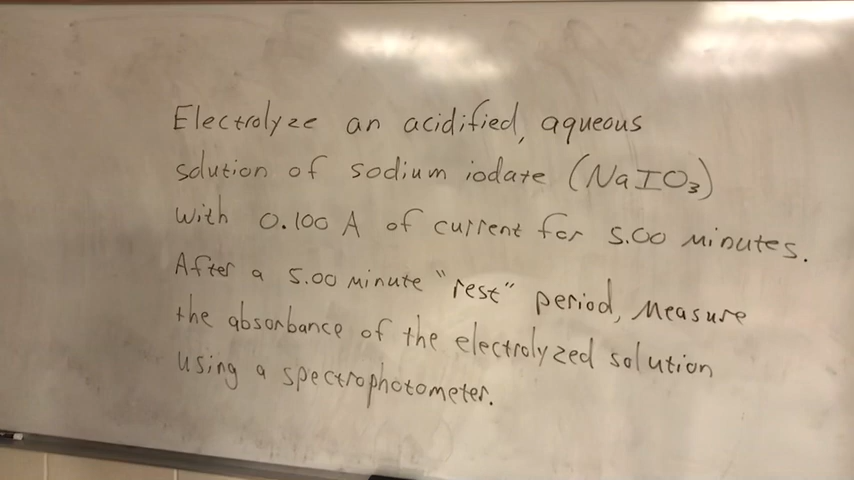 Electrolyze an acidified, aqueous
solution of sodium iodate (NaIO₃)
with 0.100 A of current for 5.00 minutes.
After a 5.00 minute "rest" period, measure
the absorbance of the electrolyzed solution
using a spectrophotometer.